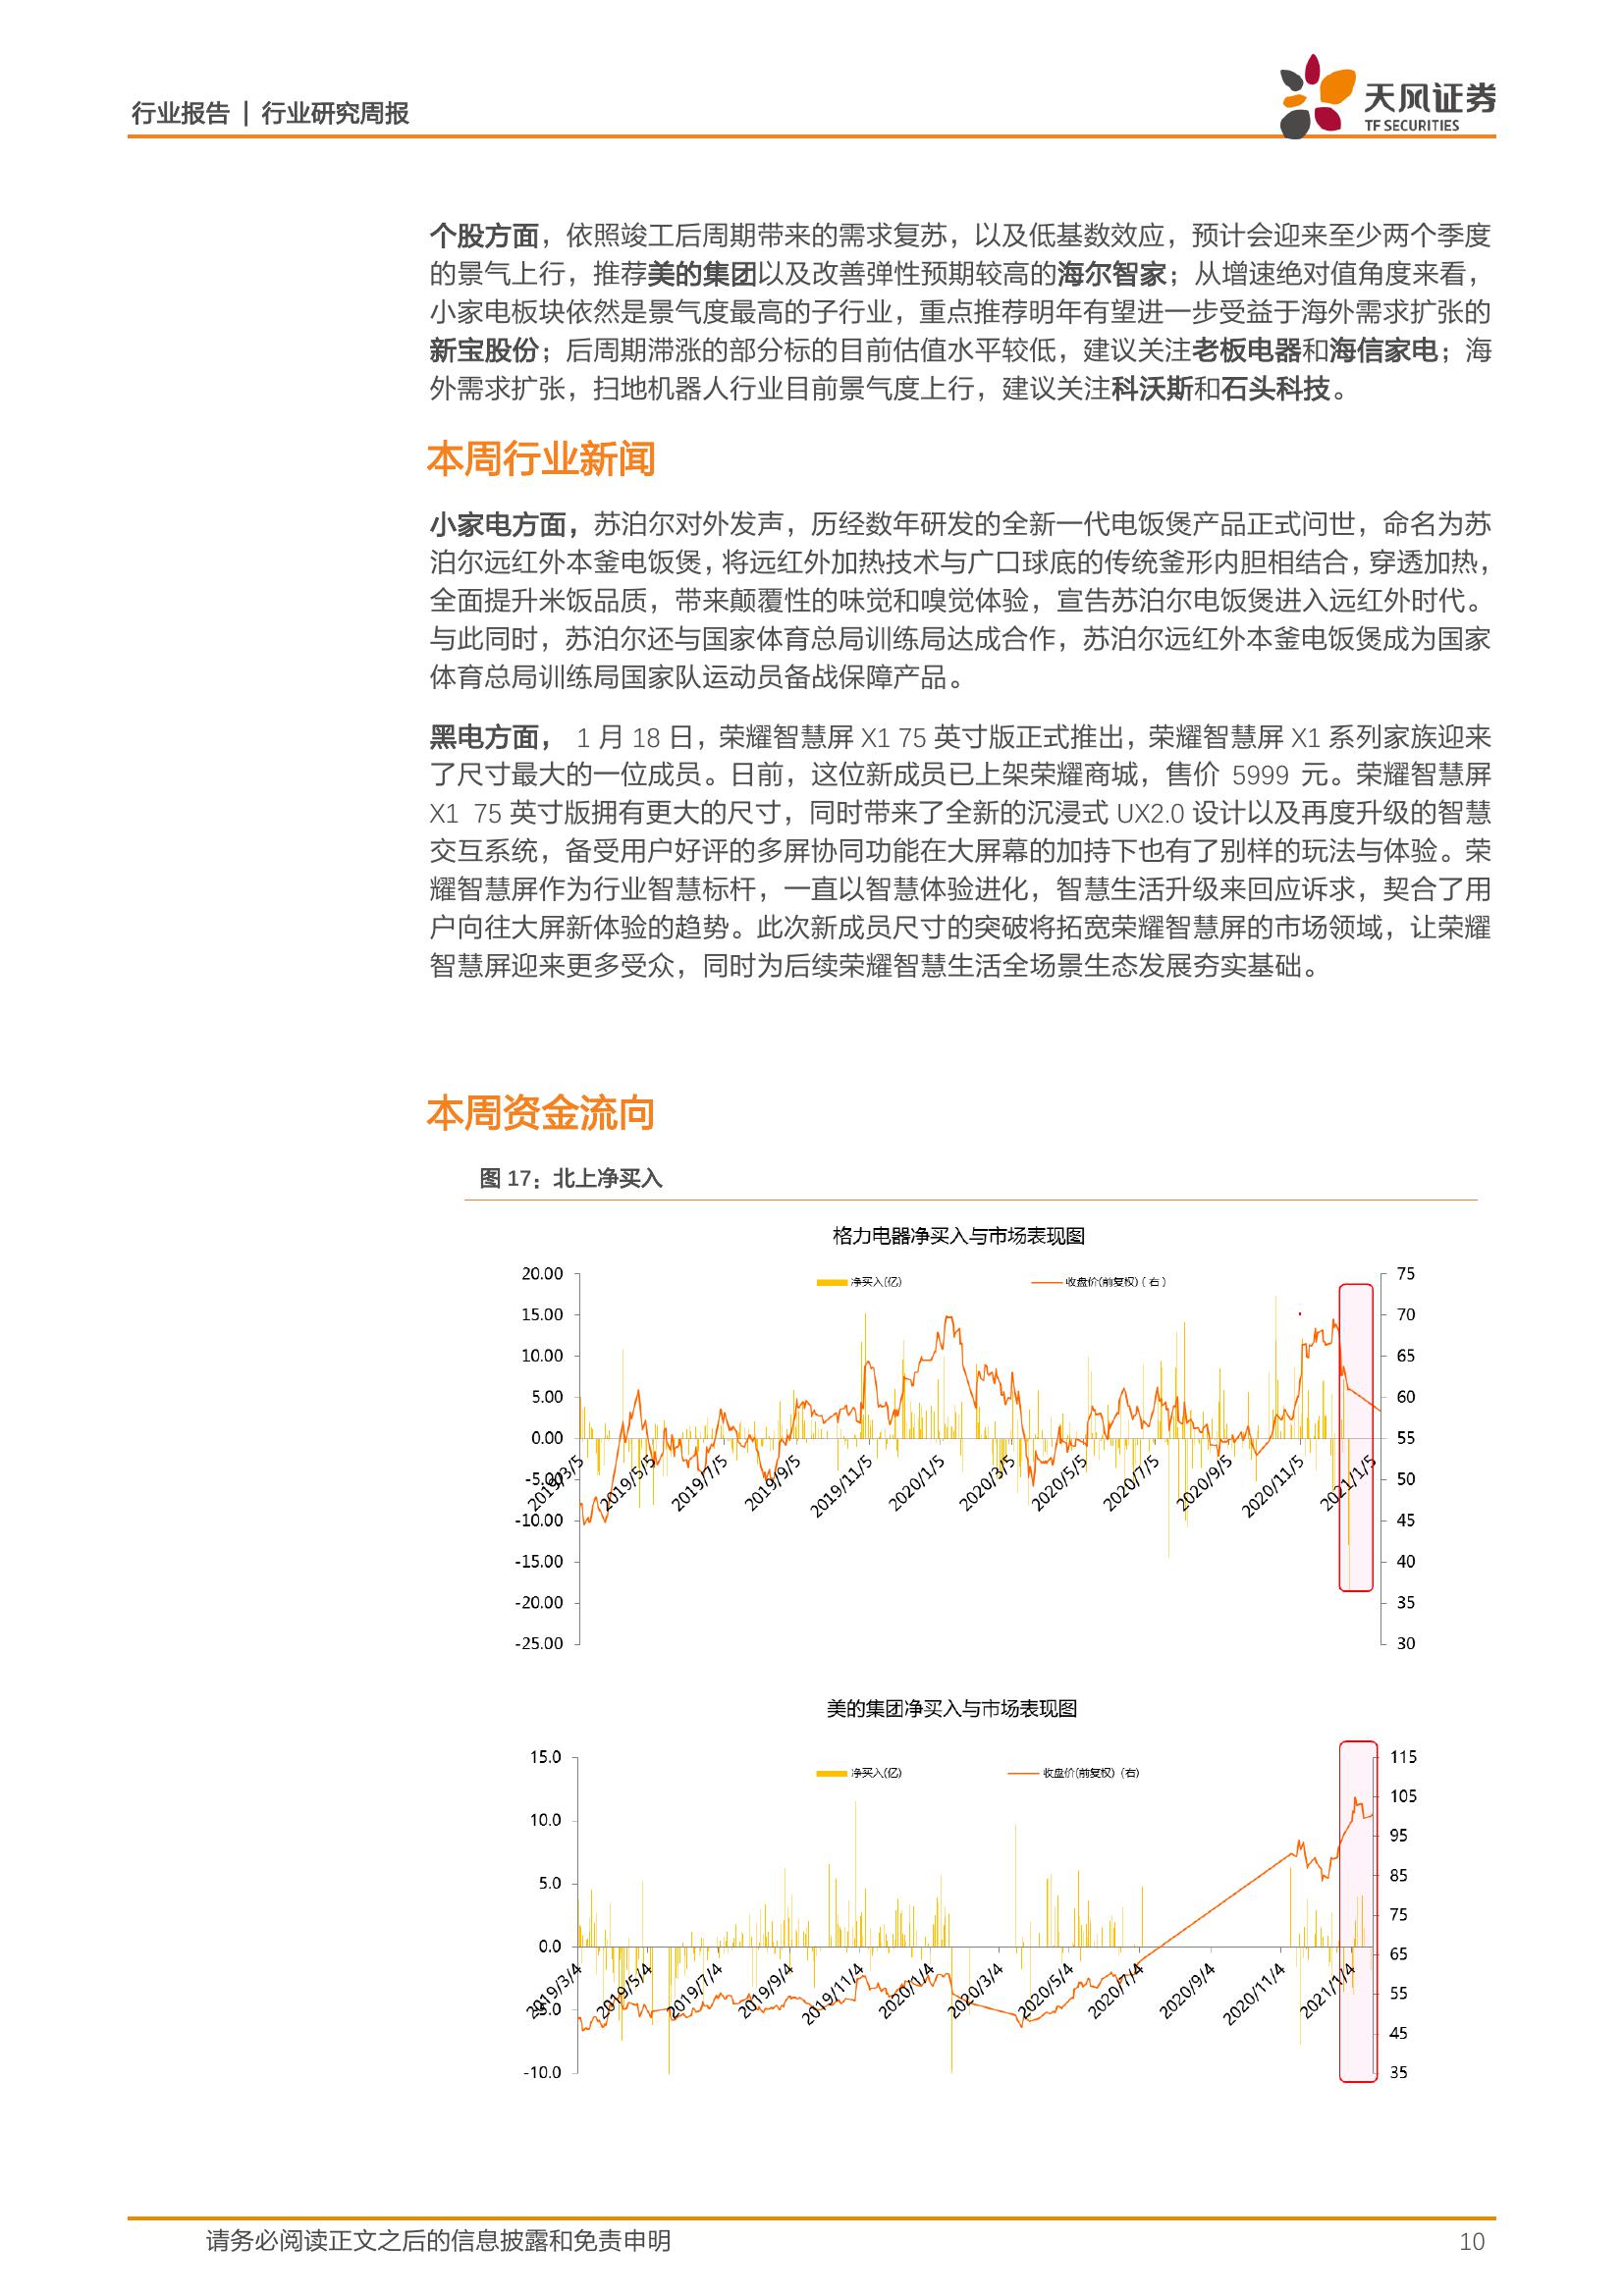 行业报告 | 行业研究周报
天风证券
TF SECURITIES
个股方面，依照竣工后周期带来的需求复苏，以及低基数效应，预计会迎来至少两个季度
的景气上行，推荐美的集团以及改善弹性预期较高的海尔智家；从增速绝对值角度来看，
小家电板块依然是景气度最高的子行业，重点推荐明年有望进一步受益于海外需求扩张的
新宝股份；后周期滞涨的部分标的目前估值水平较低，建议关注老板电器和海信家电；海
外需求扩张，扫地机器人行业目前景气度上行，建议关注科沃斯和石头科技。
本周行业新闻
小家电方面，苏泊尔对外发声，历经数年研发的全新一代电饭煲产品正式问世，命名为苏
泊尔远红外本釜电饭煲，将远红外加热技术与广口球底的传统釜形内胆相结合，穿透加热，
全面提升米饭品质，带来颠覆性的味觉和嗅觉体验，宣告苏泊尔电饭煲进入远红外时代。
与此同时，苏泊尔还与国家体育总局训练局达成合作，苏泊尔远红外本釜电饭煲成为国家
体育总局训练局国家队运动员备战保障产品。
黑电方面， 1 月 18 日，荣耀智慧屏 X1 75 英寸版正式推出，荣耀智慧屏 X1 系列家族迎来
了尺寸最大的一位成员。日前，这位新成员已上架荣耀商城，售价 5999 元。荣耀智慧屏
X1 75 英寸版拥有更大的尺寸，同时带来了全新的沉浸式 UX2.0 设计以及再度升级的智慧
交互系统，备受用户好评的多屏协同功能在大屏幕的加持下也有了别样的玩法与体验。荣
耀智慧屏作为行业智慧标杆，一直以智慧体验进化，智慧生活升级来回应诉求，契合了用
户向往大屏新体验的趋势。此次新成员尺寸的突破将拓宽荣耀智慧屏的市场领域，让荣耀
智慧屏迎来更多受众，同时为后续荣耀智慧生活全场景生态发展夯实基础。
本周资金流向
图 17：北上净买入
格力电器净买入与市场表现图
净买入(亿) 收盘价(前复权)（右）
20.00 75
15.00 70
10.00 65
5.00 60
0.00 55
-5.00 50
-10.00 45
-15.00 40
-20.00 35
-25.00 30
2019/3/5 2019/5/5 2019/7/5 2019/9/5 2019/11/5 2020/1/5 2020/3/5 2020/5/5 2020/7/5 2020/9/5 2020/11/5 2021/1/5
美的集团净买入与市场表现图
净买入(亿) 收盘价(前复权)（右）
15.0 115
105
10.0 95
5.0 85
75
0.0 65
-5.0 55
45
-10.0 35
2019/3/4 2019/5/4 2019/7/4 2019/9/4 2019/11/4 2020/1/4 2020/3/4 2020/5/4 2020/7/4 2020/9/4 2020/11/4 2021/1/4
请务必阅读正文之后的信息披露和免责申明 10